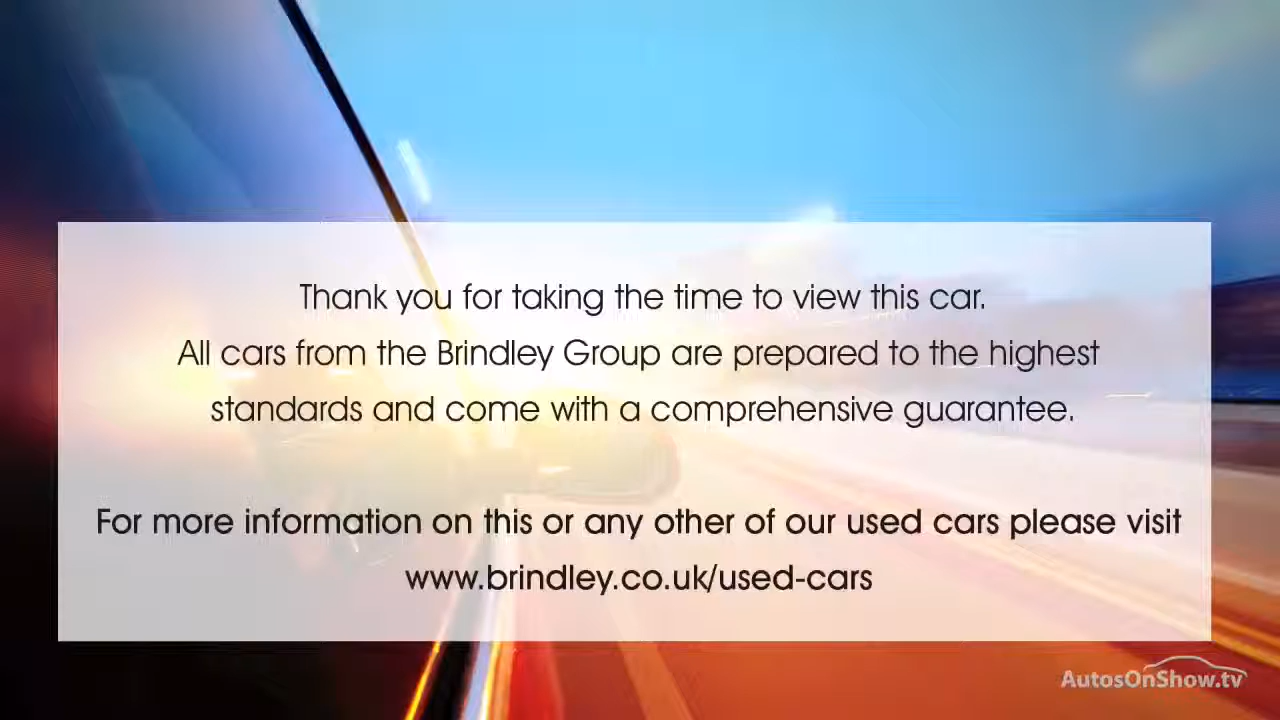 Thank you for taking the time to view this car.
All cars from the Brindley Group are prepared to the highest
standards and come with a comprehensive guarantee.
For more information on this or any other of our used cars please visit
www.brindley.co.uk/used-cars
AutosOnShow.tv